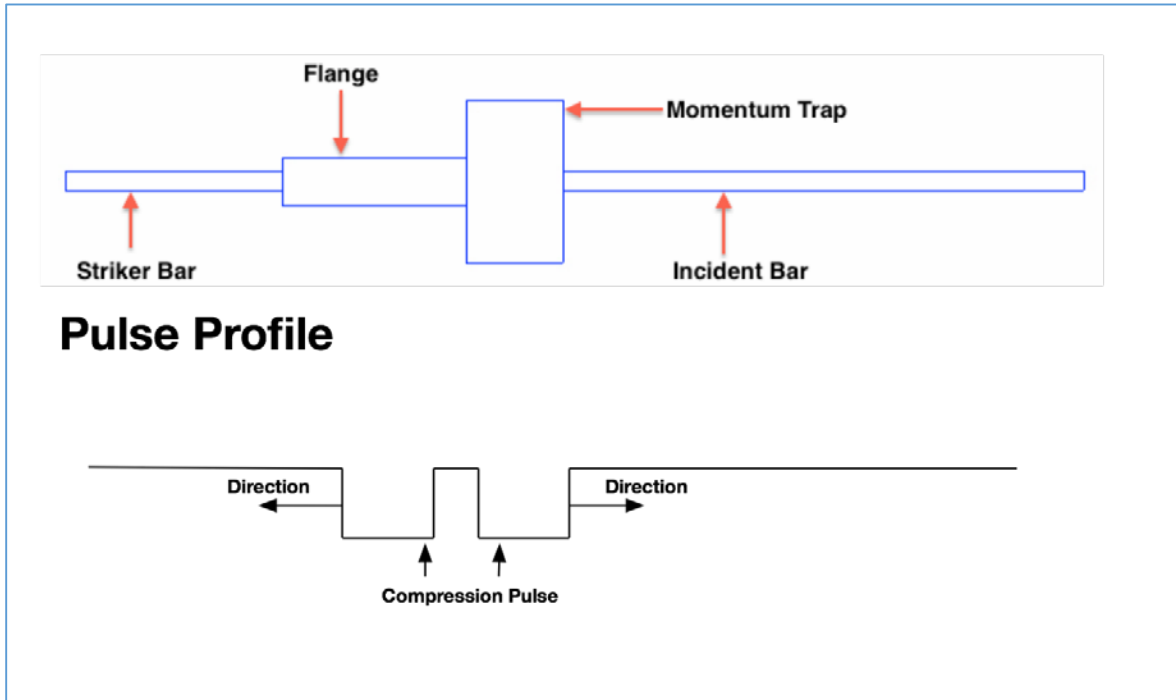 Flange
Momentum Trap
Striker Bar
Incident Bar
Pulse Profile
Direction
Direction
Compression Pulse